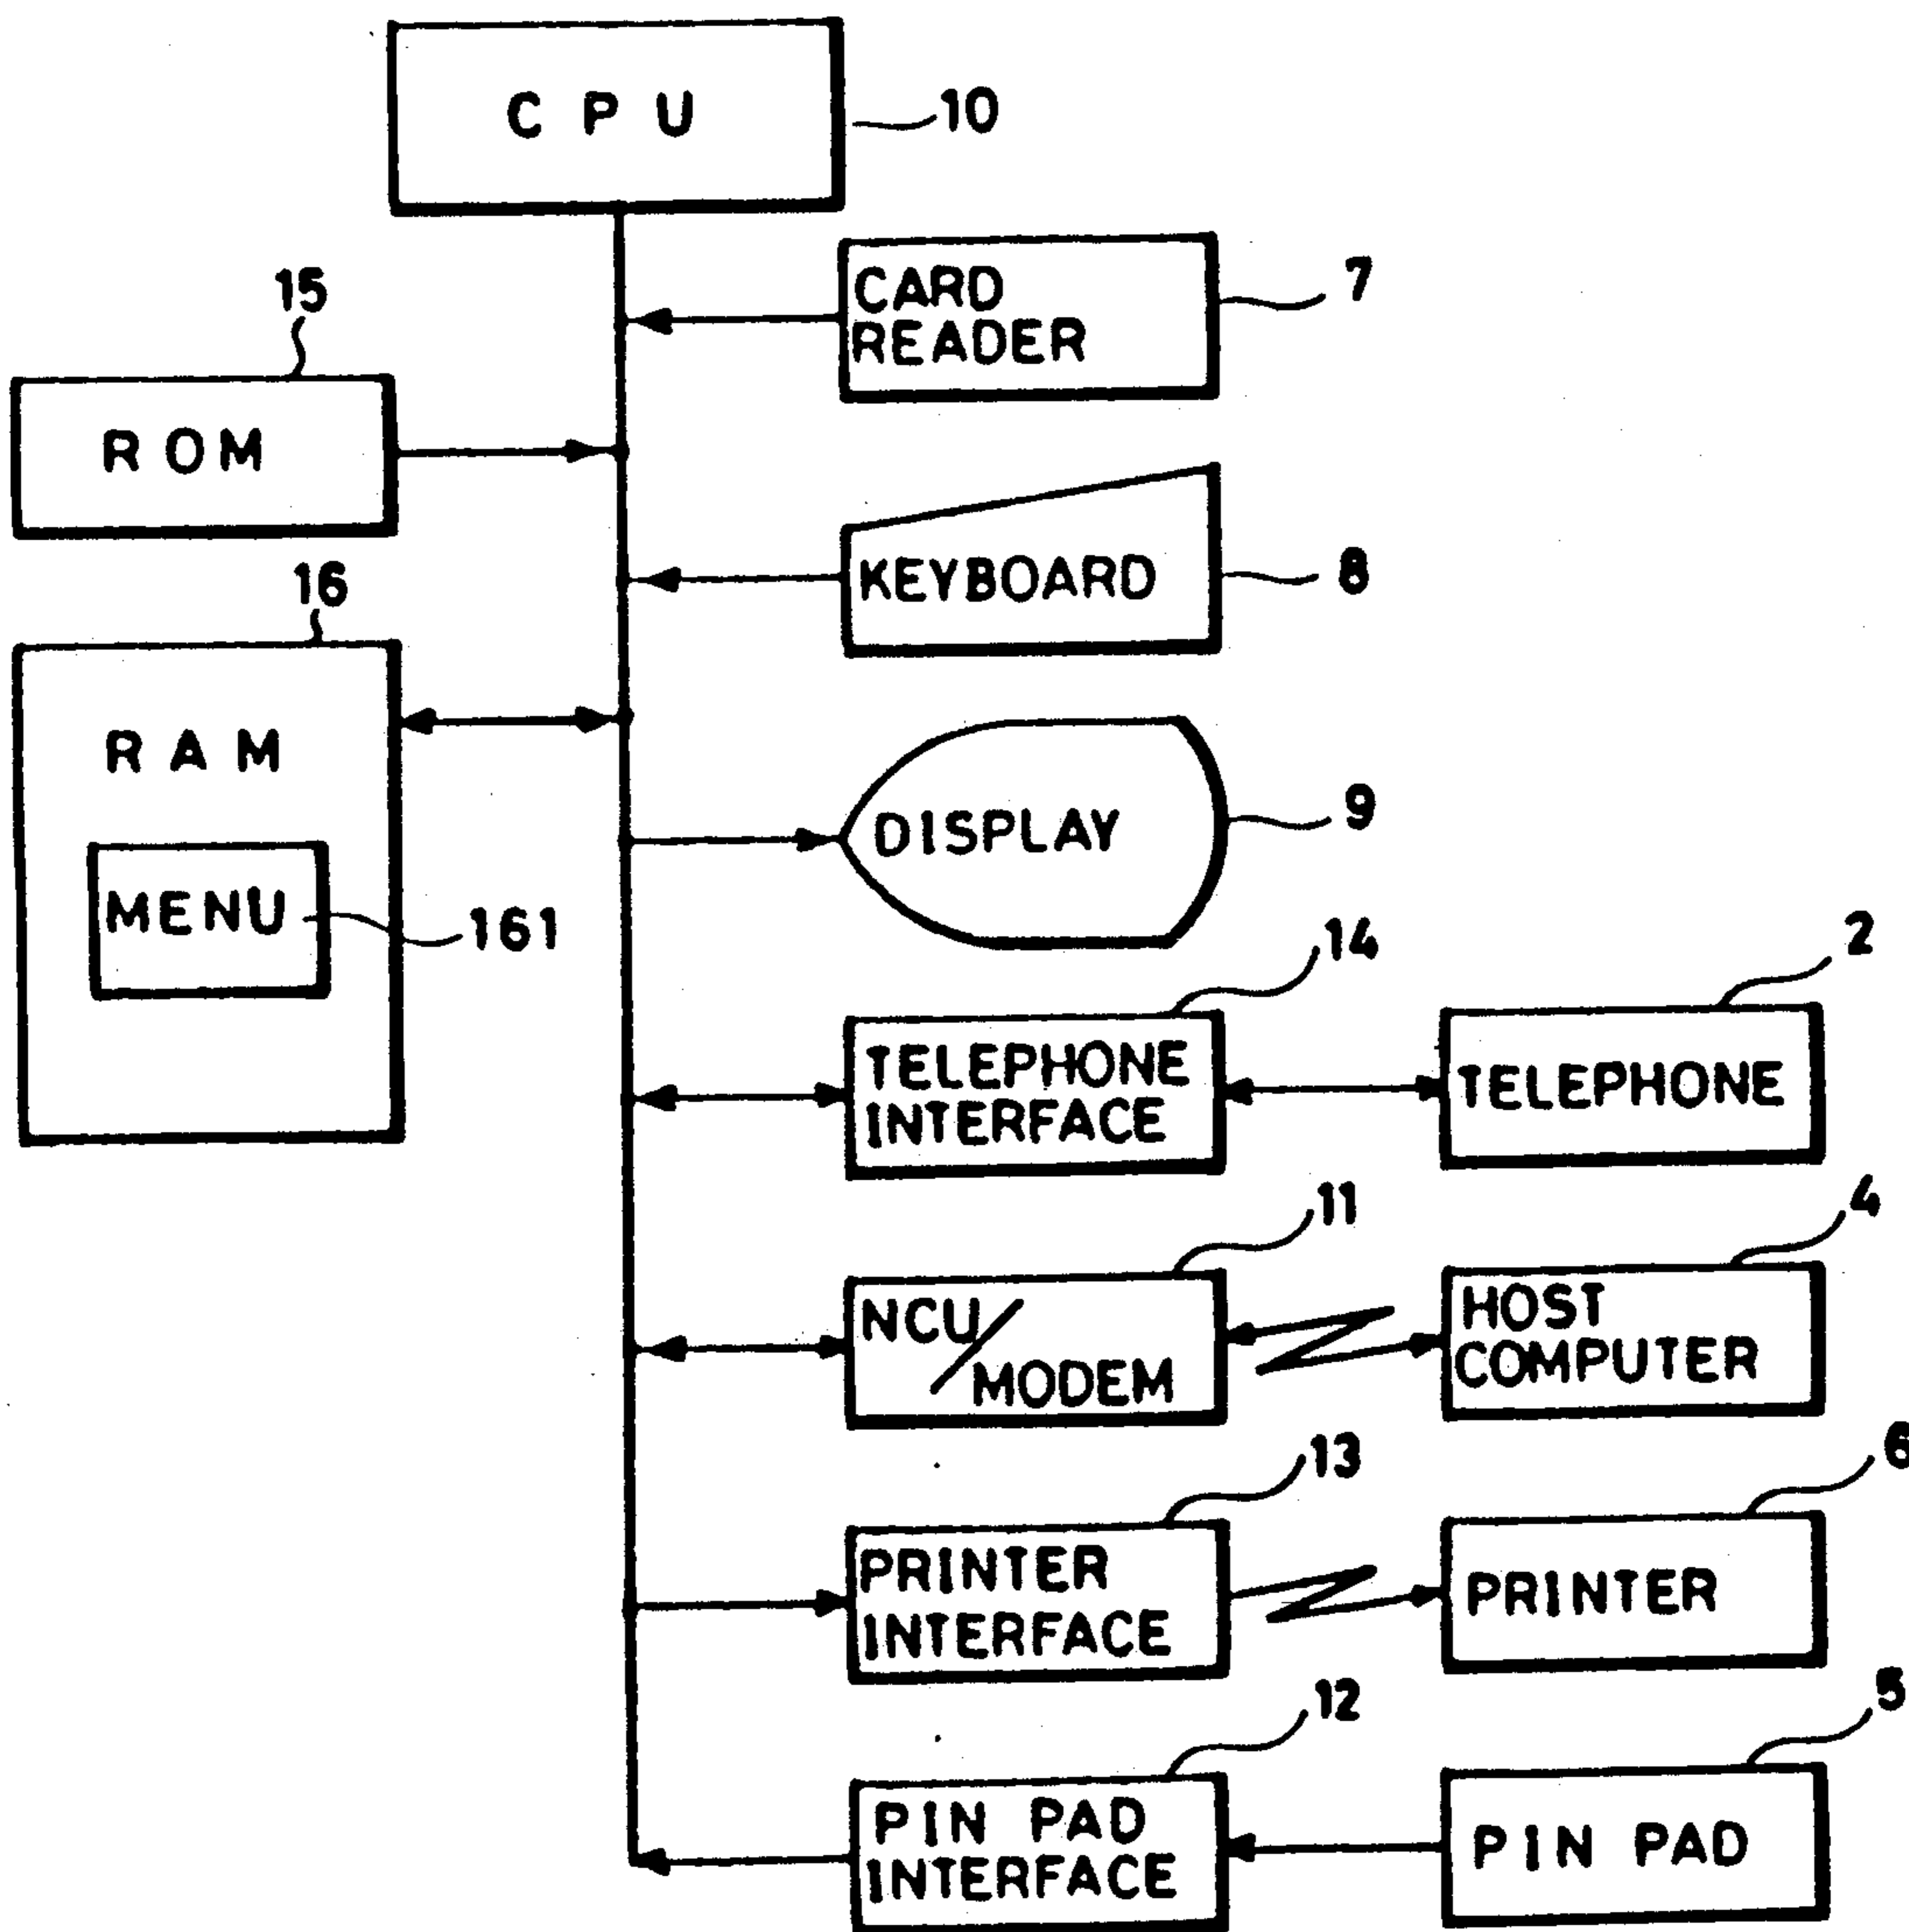 CPU
10
CARD
READER
7
15
ROM
KEYBOARD
8
16
RAM
MENU
161
DISPLAY
9
14
TELEPHONE
INTERFACE
2
TELEPHONE
11
NCU/
MODEM
4
HOST
COMPUTER
13
PRINTER
INTERFACE
6
PRINTER
12
PIN PAD
INTERFACE
5
PIN PAD